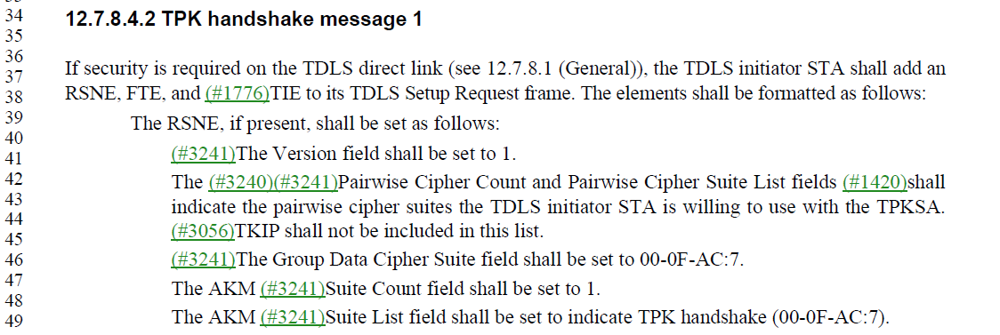 34 12.7.8.4.2 TPK handshake message 1
35
36
37 If security is required on the TDLS direct link (see 12.7.8.1 (General)), the TDLS initiator STA shall add an
38 RSNE, FTE, and (#1776)TIE to its TDLS Setup Request frame. The elements shall be formatted as follows:
39 The RSNE, if present, shall be set as follows:
40
41 (#3241)The Version field shall be set to 1.
42 The (#3240)(#3241)Pairwise Cipher Count and Pairwise Cipher Suite List fields (#1420)shall
43 indicate the pairwise cipher suites the TDLS initiator STA is willing to use with the TPKSA.
44
45 (#3056)TKIP shall not be included in this list.
46 (#3241)The Group Data Cipher Suite field shall be set to 00-0F-AC:7.
47
48 The AKM (#3241)Suite Count field shall be set to 1.
49 The AKM (#3241)Suite List field shall be set to indicate TPK handshake (00-0F-AC:7).